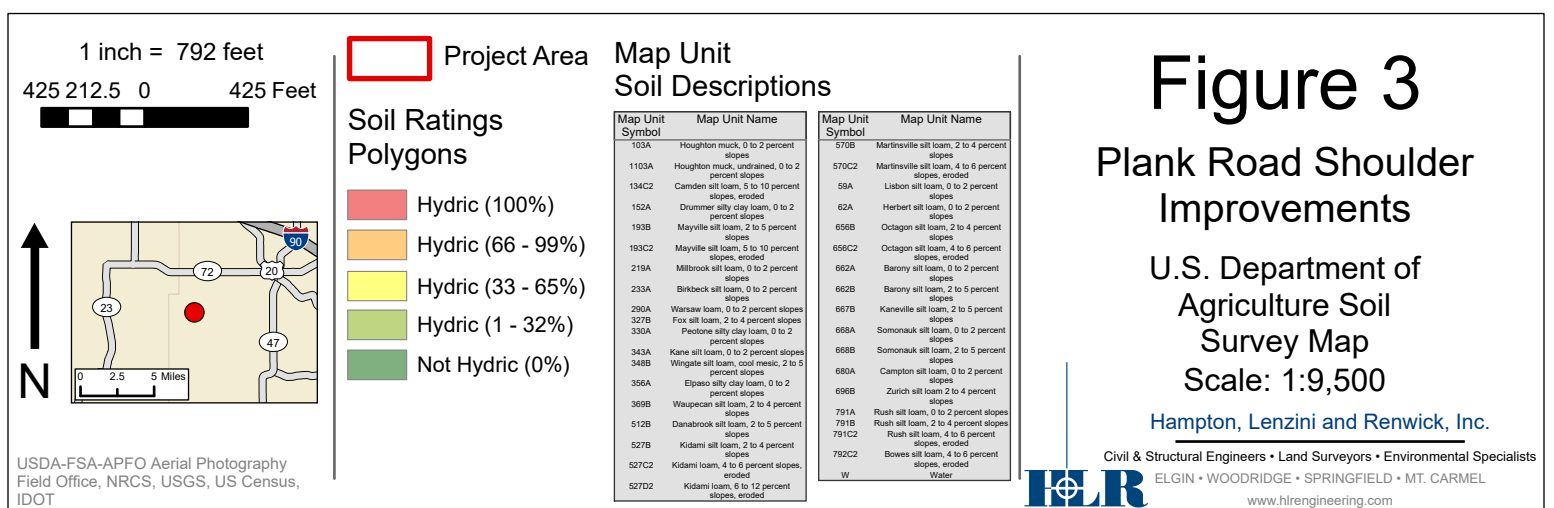 1 inch = 792 feet
425 212.5 0 425 Feet
90
72
20
23
47
0 2.5 5 Miles
N
USDA-FSA-APFO Aerial Photography
Field Office, NRCS, USGS, US Census,
IDOT
Project Area
Soil Ratings
Polygons
Hydric (100%)
Hydric (66 - 99%)
Hydric (33 - 65%)
Hydric (1 - 32%)
Not Hydric (0%)
Map Unit
Soil Descriptions
Map Unit Map Unit Name
Symbol
103A Houghton muck, 0 to 2 percent
slopes
1103A Houghton muck, undrained, 0 to 2
percent slopes
134C2 Camden silt loam, 5 to 10 percent
slopes, eroded
152A Drummer silty clay loam, 0 to 2
percent slopes
193B Mayville silt loam, 2 to 5 percent
slopes
193C2 Mayville silt loam, 5 to 10 percent
slopes, eroded
219A Millbrook silt loam, 0 to 2 percent
slopes
233A Birkbeck silt loam, 0 to 2 percent
slopes
290A Warsaw loam, 0 to 2 percent slopes
327B Fox silt loam, 2 to 4 percent slopes
330A Peotone silty clay loam, 0 to 2
percent slopes
343A Kane silt loam, 0 to 2 percent slopes
348B Wingate silt loam, cool mesic, 2 to 5
percent slopes
356A Elpaso silty clay loam, 0 to 2
percent slopes
369B Waupecan silt loam, 2 to 4 percent
slopes
512B Danabrook silt loam, 2 to 5 percent
slopes
527B Kidami silt loam, 2 to 4 percent
slopes
527C2 Kidami loam, 4 to 6 percent slopes,
eroded
527D2 Kidami loam, 6 to 12 percent
slopes, eroded
Map Unit Map Unit Name
Symbol
570B Martinsville silt loam, 2 to 4 percent
slopes
570C2 Martinsville silt loam, 4 to 6 percent
slopes, eroded
59A Lisbon silt loam, 0 to 2 percent
slopes
62A Herbert silt loam, 0 to 2 percent
slopes
656B Octagon silt loam, 2 to 4 percent
slopes
656C2 Octagon silt loam, 4 to 6 percent
slopes, eroded
662A Barony silt loam, 0 to 2 percent
slopes
662B Barony silt loam, 2 to 5 percent
slopes
667B Kaneville silt loam, 2 to 5 percent
slopes
668A Somonauk silt loam, 0 to 2 percent
slopes
668B Somonauk silt loam, 2 to 5 percent
slopes
680A Campton silt loam, 0 to 2 percent
slopes
696B Zurich silt loam 2 to 4 percent
slopes
791A Rush silt loam, 0 to 2 percent slopes
791B Rush silt loam, 2 to 4 percent slopes
791C2 Rush silt loam, 4 to 6 percent
slopes, eroded
792C2 Bowes silt loam, 4 to 6 percent
slopes, eroded
W Water
Figure 3
Plank Road Shoulder
Improvements
U.S. Department of
Agriculture Soil
Survey Map
Scale: 1:9,500
Hampton, Lenzini and Renwick, Inc.
Civil & Structural Engineers • Land Surveyors • Environmental Specialists
HLR
ELGIN • WOODRIDGE • SPRINGFIELD • MT. CARMEL
www.hlrengineering.com